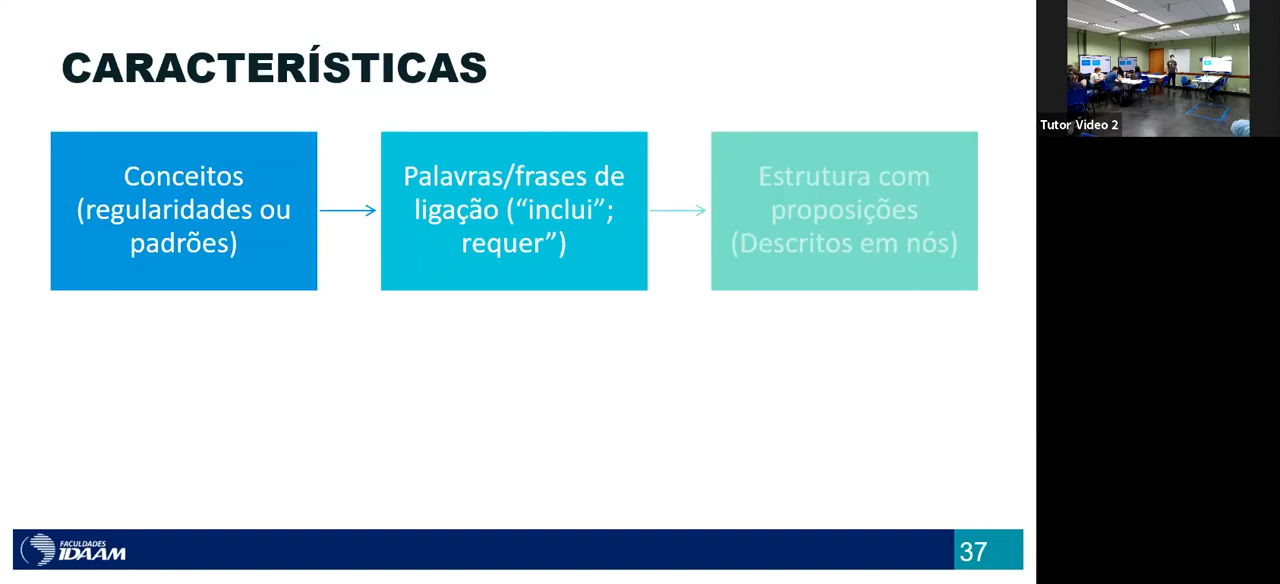 CARACTERÍSTICAS
Conceitos
(regularidades ou
padrões)
Palavras/frases de
ligação (“inclui”;
requer”)
Estrutura com
proposições
(Descritos em nós)
Tutor Video 2
FACULDADES
IDAAM
37